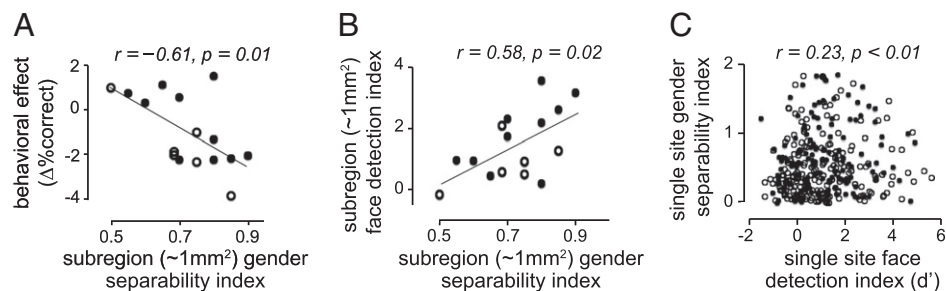 A
r = −0.61, p = 0.01
behavioral effect
(Δ%correct)
2
0
-2
-4
0.5 0.7 0.9
subregion (~1mm²) gender
separability index
B
r = 0.58, p = 0.02
subregion (~1mm²)
face detection index
4
2
0
0.5 0.7 0.9
subregion (~1mm²) gender
separability index
C
r = 0.23, p < 0.01
single site gender
separability index
2
1
0
-2 0 2 4 6
single site face
detection index (d')